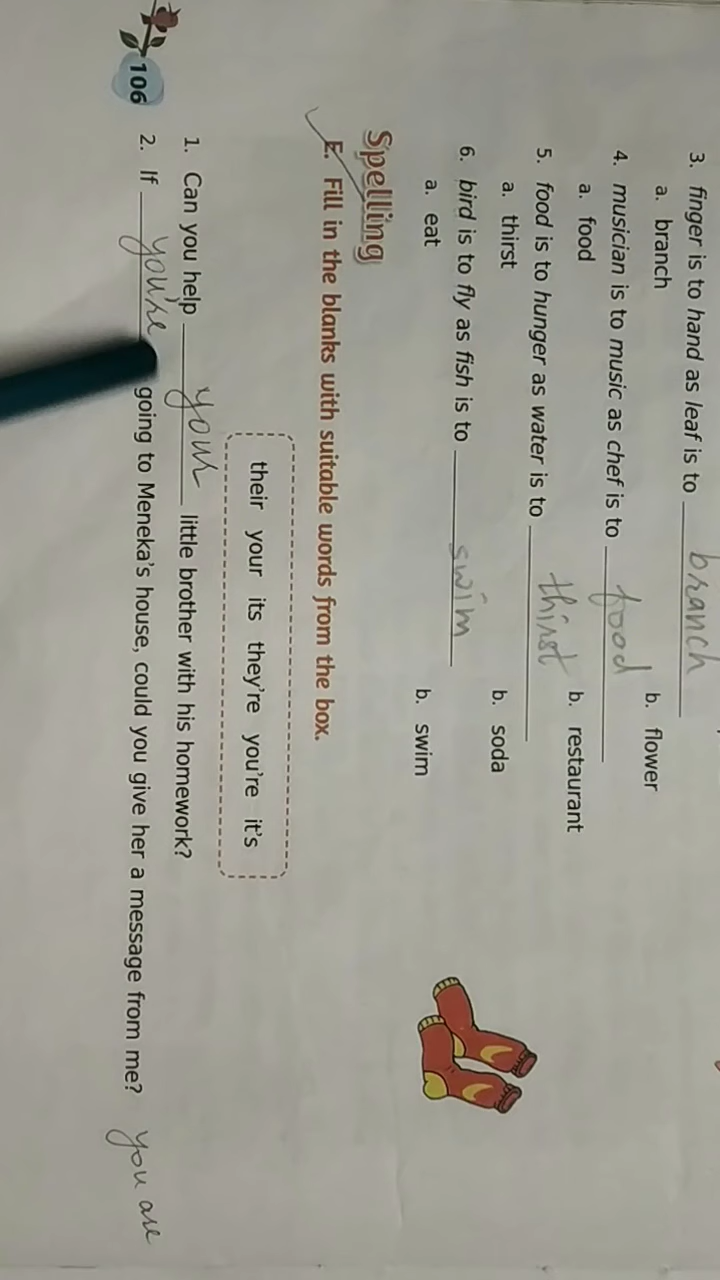 3. finger is to hand as leaf is to branch
a. branch b. flower
4. musician is to music as chef is to food
a. food b. restaurant
5. food is to hunger as water is to thirst
a. thirst b. soda
6. bird is to fly as fish is to swim
a. eat b. swim
Spelling
E. Fill in the blanks with suitable words from the box.
their your its they're you're it's
1. Can you help your little brother with his homework?
2. If you're going to Meneka's house, could you give her a message from me? you are
106